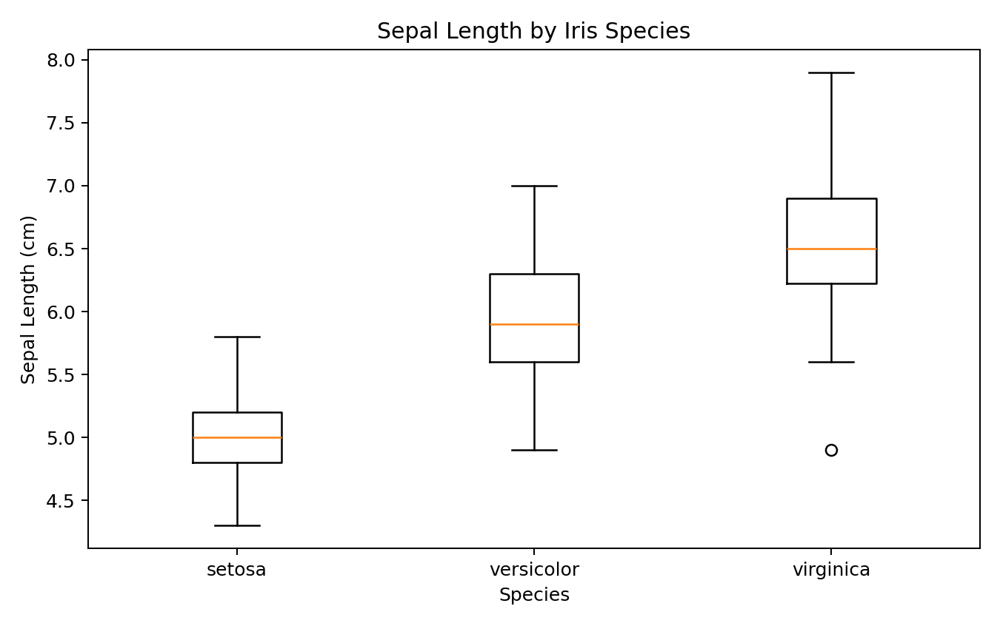 Sepal Length by Iris Species
8.0
7.5
7.0
6.5
6.0
5.5
5.0
4.5
Sepal Length (cm)
setosa
versicolor
virginica
Species